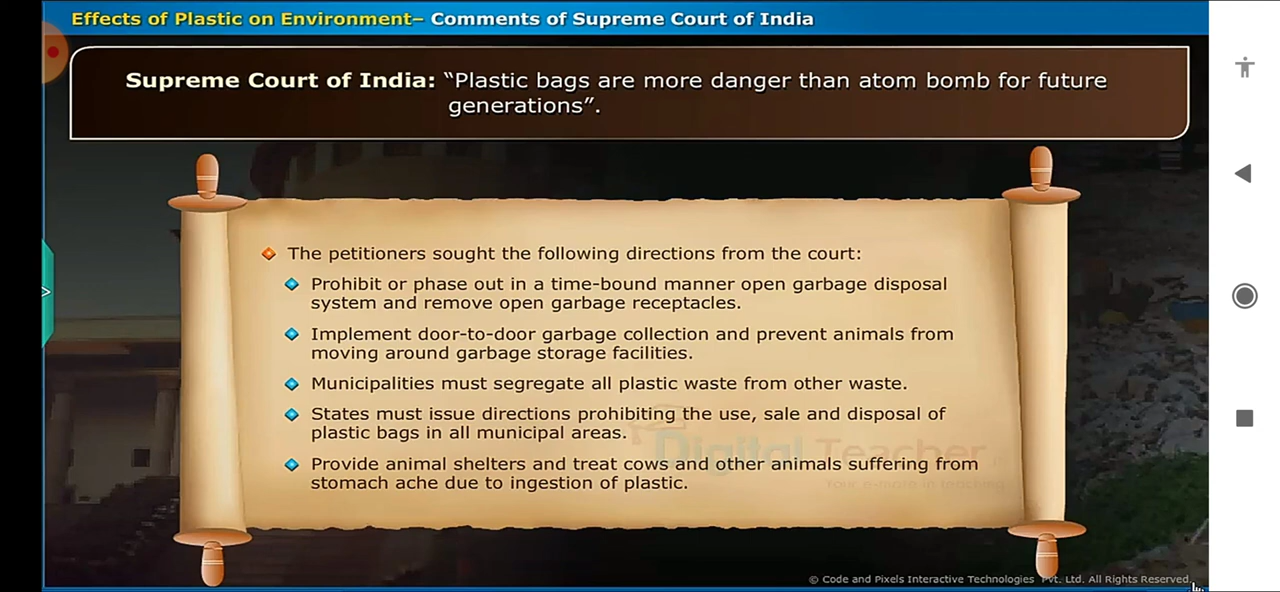 Effects of Plastic on Environment– Comments of Supreme Court of India
Supreme Court of India: “Plastic bags are more danger than atom bomb for future
generations”.
The petitioners sought the following directions from the court:
Prohibit or phase out in a time-bound manner open garbage disposal
system and remove open garbage receptacles.
Implement door-to-door garbage collection and prevent animals from
moving around garbage storage facilities.
Municipalities must segregate all plastic waste from other waste.
States must issue directions prohibiting the use, sale and disposal of
plastic bags in all municipal areas.
Digital Teacher
Provide animal shelters and treat cows and other animals suffering from
stomach ache due to ingestion of plastic.
Your e-more in teaching
© Code and Pixels Interactive Technologies Pvt. Ltd. All Rights Reserved.